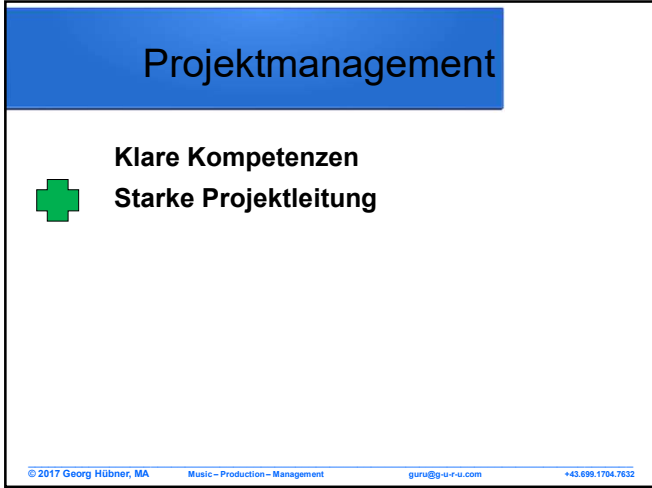 Projektmanagement
Klare Kompetenzen
Starke Projektleitung
© 2017 Georg Hübner, MA Music – Production – Management guru@g-u-r-u.com +43.699.1704.7632